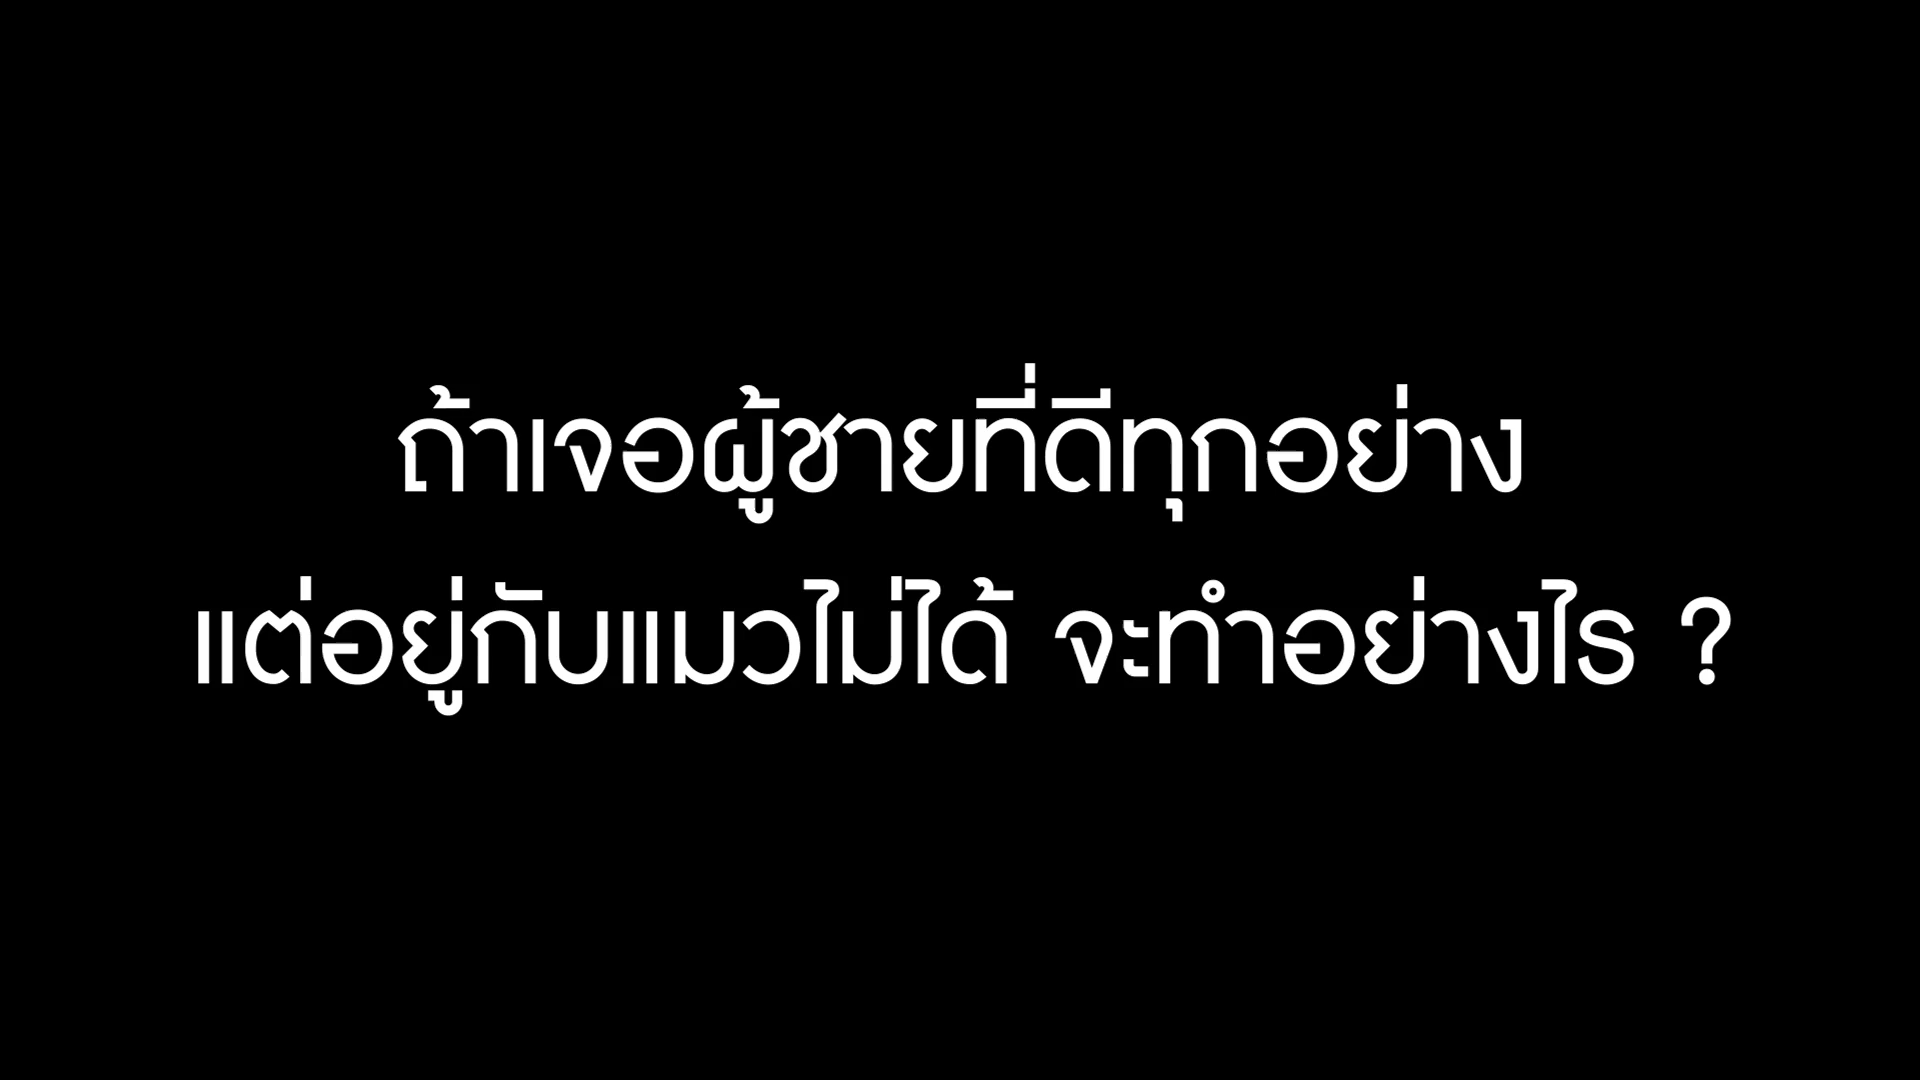 ถ้าเจอผู้ชายที่ดีทุกอย่าง
แต่อยู่กับแมวไม่ได้ จะทำอย่างไร ?